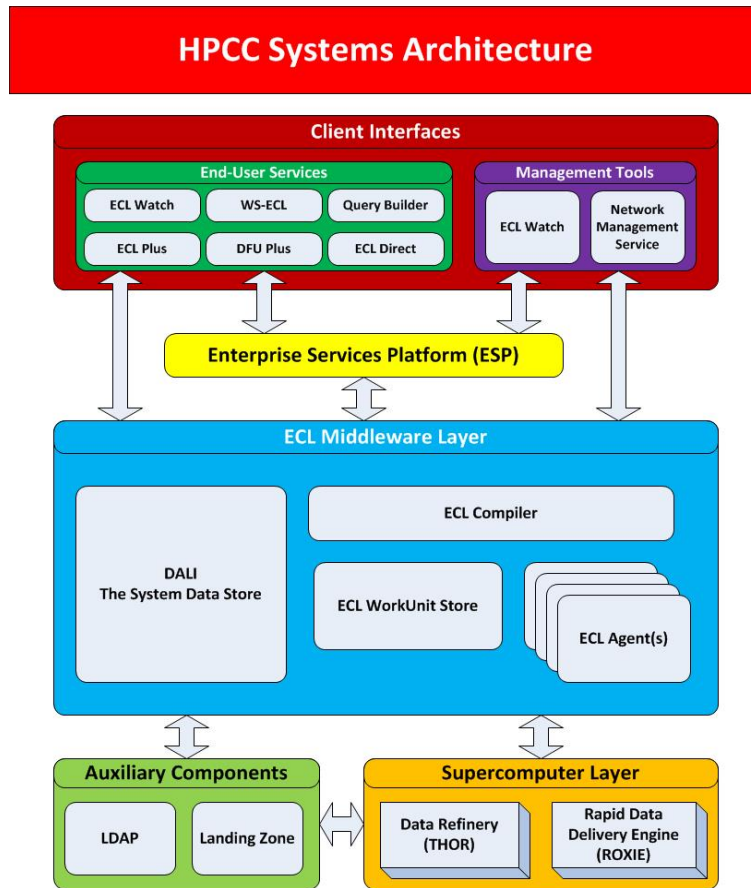 HPCC Systems Architecture
Client Interfaces
End-User Services
ECL Watch
WS-ECL
Query Builder
ECL Plus
DFU Plus
ECL Direct
Management Tools
ECL Watch
Network
Management
Service
Enterprise Services Platform (ESP)
ECL Middleware Layer
DALI
The System Data Store
ECL Compiler
ECL WorkUnit Store
ECL Agent(s)
Auxiliary Components
LDAP
Landing Zone
Supercomputer Layer
Data Refinery
(THOR)
Rapid Data
Delivery Engine
(ROXIE)